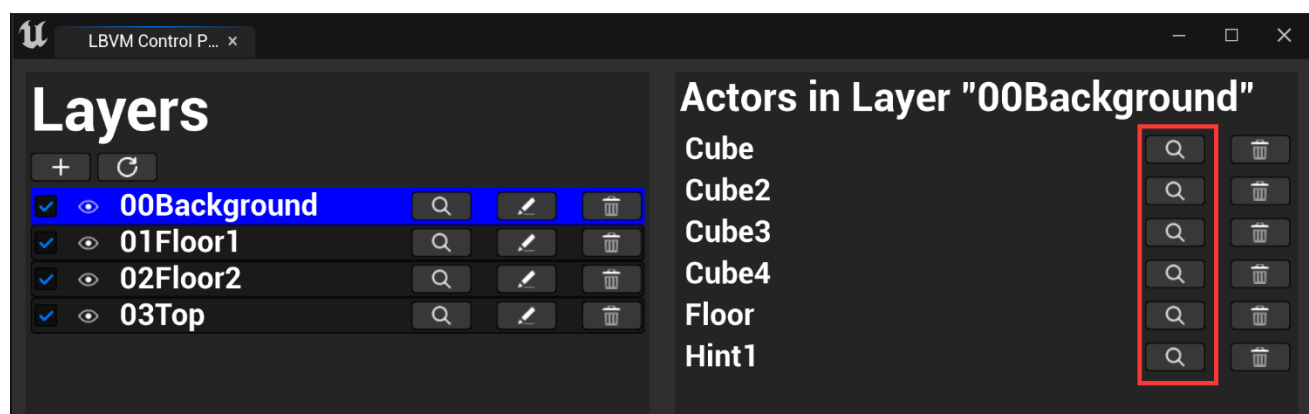 LBVM Control P...
Layers
00Background
01Floor1
02Floor2
03Top
Actors in Layer "00Background"
Cube
Cube2
Cube3
Cube4
Floor
Hint1